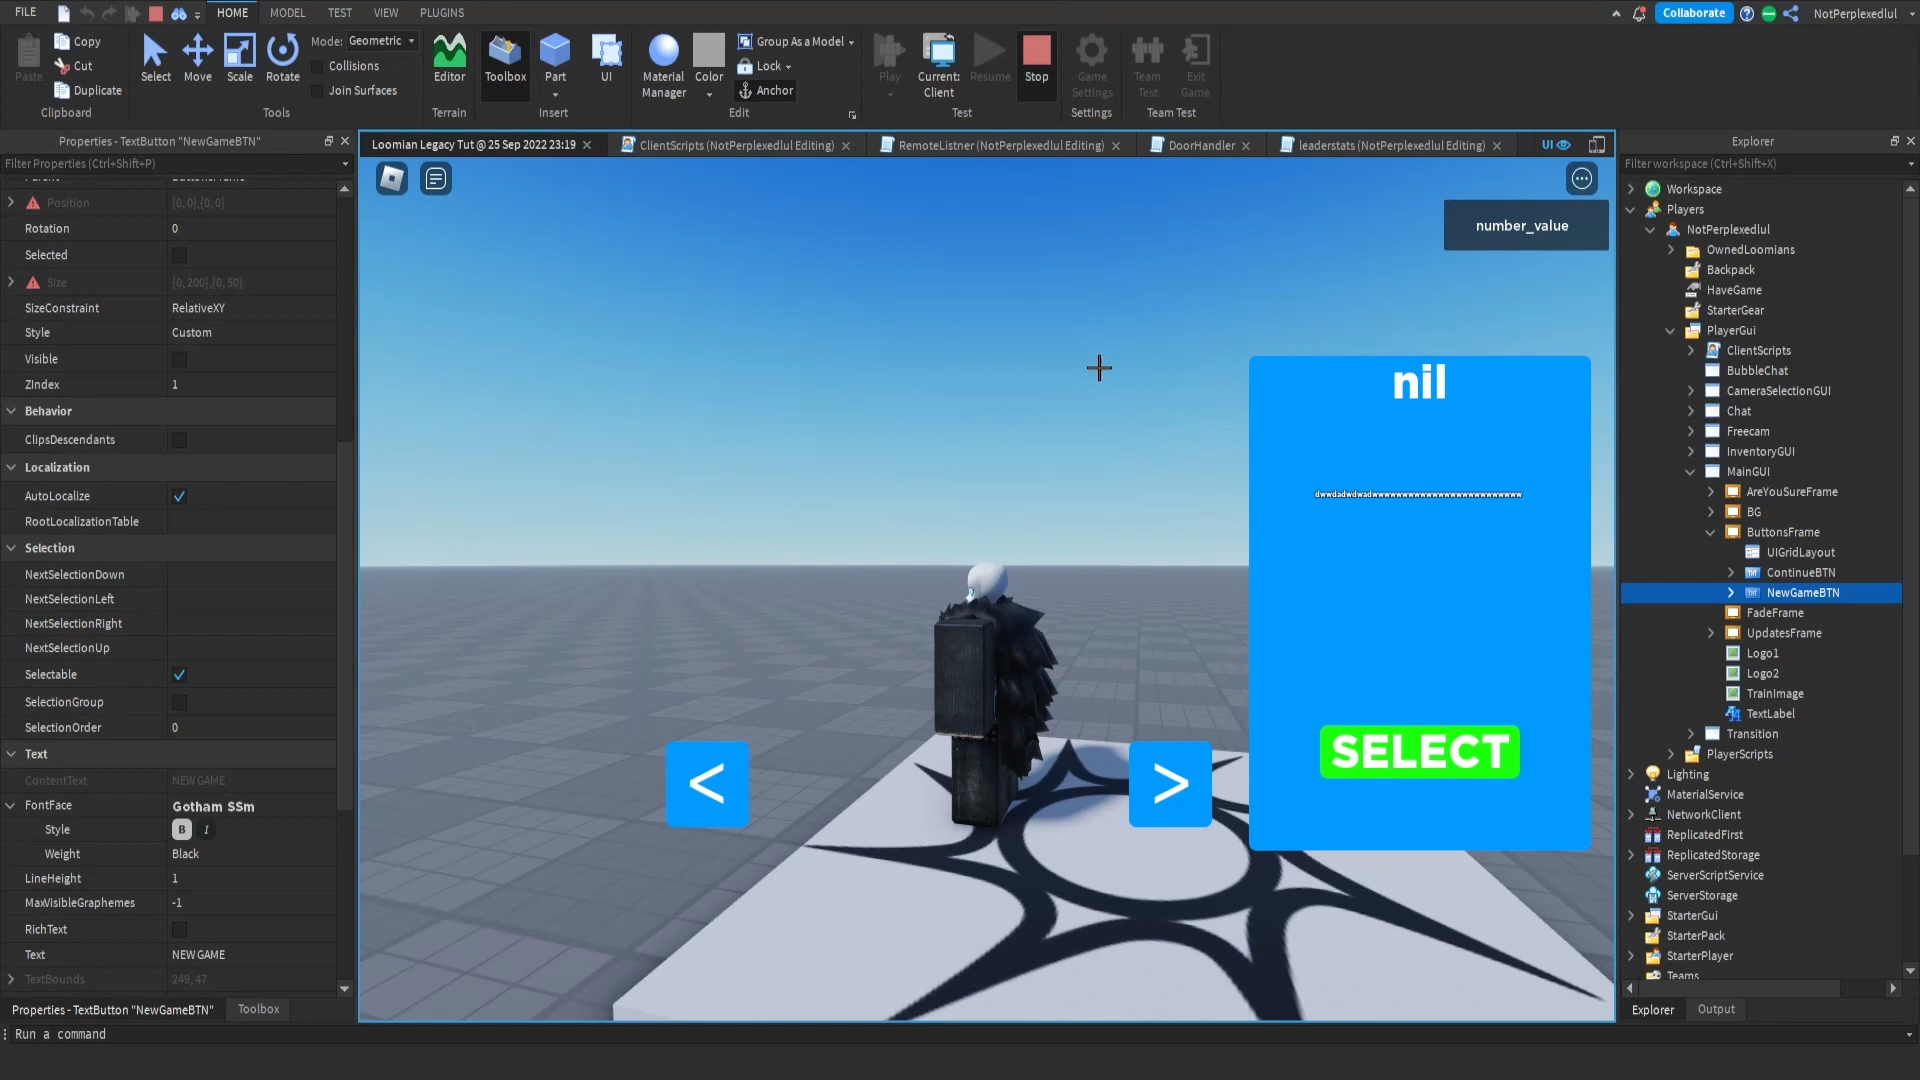 FILE
HOME
MODEL
TEST
VIEW
PLUGINS
Collaborate
NotPerplexedlul
Paste
Copy
Cut
Duplicate
Clipboard
Select
Move
Scale
Rotate
Mode: Geometric
Collisions
Join Surfaces
Tools
Editor
Terrain
Toolbox
Part
UI
Insert
Material
Manager
Color
Group As a Model
Lock
Anchor
Edit
Play
Current:
Client
Resume
Stop
Test
Game
Settings
Settings
Team
Test
Exit
Game
Team Test
Properties - TextButton "NewGameBTN"
Filter Properties (Ctrl+Shift+P)
Position {0, 0},{0, 0}
Rotation 0
Selected
Size {0, 200},{0, 50}
SizeConstraint RelativeXY
Style Custom
Visible
ZIndex 1
Behavior
ClipsDescendants
Localization
AutoLocalize
RootLocalizationTable
Selection
NextSelectionDown
NextSelectionLeft
NextSelectionRight
NextSelectionUp
Selectable
SelectionGroup
SelectionOrder 0
Text
ContentText NEW GAME
FontFace Gotham SSm
Style B I
Weight Black
LineHeight 1
MaxVisibleGraphemes -1
RichText
Text NEW GAME
TextBounds 249, 47
Properties - TextButton "NewGameBTN"
Toolbox
Run a command
Loomian Legacy Tut @ 25 Sep 2022 23:19
ClientScripts (NotPerplexedlul Editing)
RemoteListner (NotPerplexedlul Editing)
DoorHandler
leaderstats (NotPerplexedlul Editing)
UI
number_value
nil
SELECT
<
>
Explorer
Filter workspace (Ctrl+Shift+X)
Workspace
Players
NotPerplexedlul
OwnedLoomians
Backpack
HaveGame
StarterGear
PlayerGui
ClientScripts
BubbleChat
CameraSelectionGUI
Chat
Freecam
InventoryGUI
MainGUI
AreYouSureFrame
BG
ButtonsFrame
UIGridLayout
ContinueBTN
NewGameBTN
FadeFrame
UpdatesFrame
Logo1
Logo2
TrainImage
TextLabel
Transition
PlayerScripts
Lighting
MaterialService
NetworkClient
ReplicatedFirst
ReplicatedStorage
ServerScriptService
ServerStorage
StarterGui
StarterPack
StarterPlayer
Teams
Explorer
Output